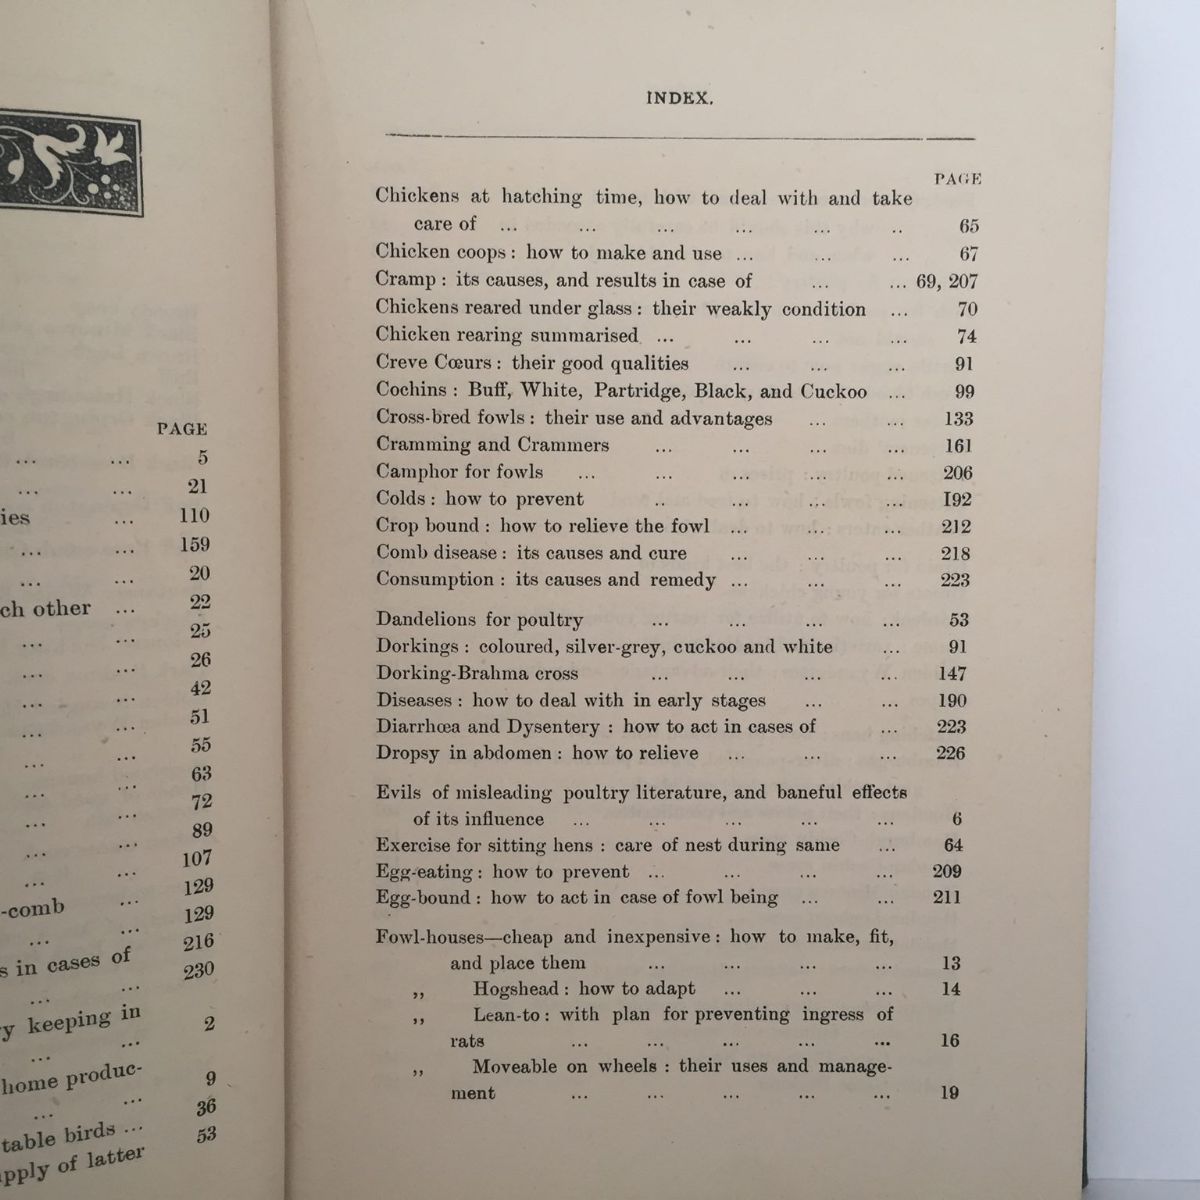 PAGE
... ... 5
... ... 21
ies ... 110
... ... 159
... ... 20
ch other ... 22
... ... 25
... ... 26
... ... 42
... ... 51
... ... 55
... ... 63
... ... 72
... ... 89
... ... 107
... ... 129
-comb ... 129
... ... 216
s in cases of
... ... 230
y keeping in
... ... 2
home produc-
... ... 9
... ... 36
table birds ...
pply of latter 53
INDEX.
PAGE
Chickens at hatching time, how to deal with and take
care of ... ... ... ... ... .. 65
Chicken coops : how to make and use ... ... ... 67
Cramp : its causes, and results in case of ... ... 69, 207
Chickens reared under glass : their weakly condition ... 70
Chicken rearing summarised ... ... ... ... 74
Creve Cœurs : their good qualities ... ... ... 91
Cochins : Buff, White, Partridge, Black, and Cuckoo ... 99
Cross-bred fowls : their use and advantages ... ... 133
Cramming and Crammers ... ... ... ... 161
Camphor for fowls ... ... ... ... ... 206
Colds : how to prevent .. ... ... ... 192
Crop bound : how to relieve the fowl ... ... ... 212
Comb disease : its causes and cure ... ... ... 218
Consumption : its causes and remedy ... ... ... 223
Dandelions for poultry ... ... ... ... 53
Dorkings : coloured, silver-grey, cuckoo and white ... 91
Dorking-Brahma cross ... ... ... ... 147
Diseases : how to deal with in early stages ... ... 190
Diarrhœa and Dysentery : how to act in cases of ... 223
Dropsy in abdomen : how to relieve ... ... ... 226
Evils of misleading poultry literature, and baneful effects
of its influence ... ... ... ... ... 6
Exercise for sitting hens : care of nest during same ... 64
Egg-eating : how to prevent ... ... ... ... 209
Egg-bound : how to act in case of fowl being ... ... 211
Fowl-houses—cheap and inexpensive : how to make, fit,
and place them ... ... ... ... 13
,, Hogshead : how to adapt ... ... ... 14
,, Lean-to : with plan for preventing ingress of
rats ... ... ... ... ... 16
,, Moveable on wheels : their uses and manage-
ment ... ... ... ... ... 19